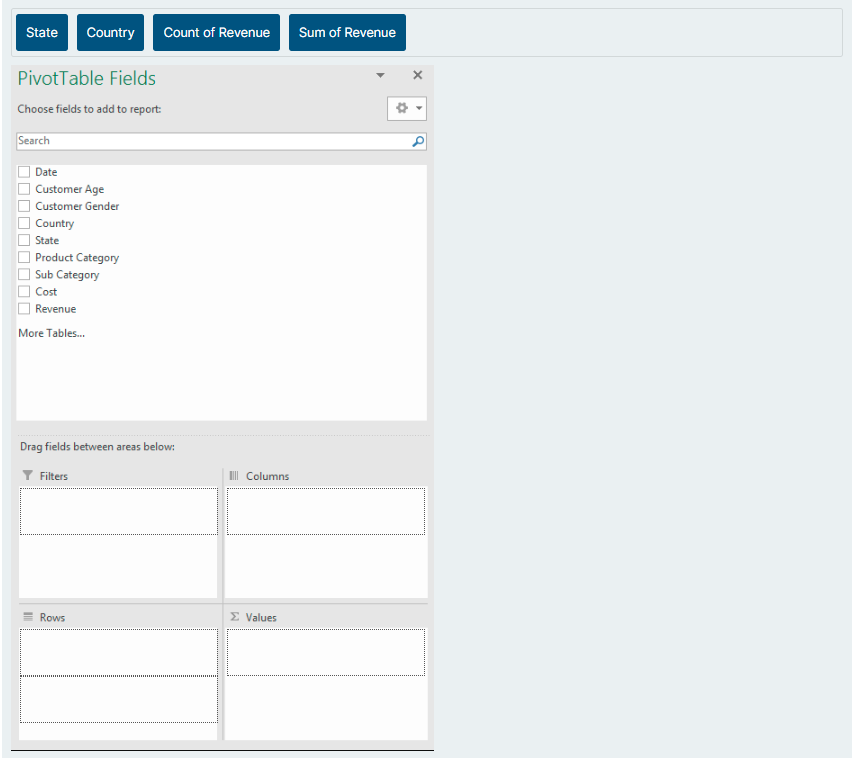 State Country Count of Revenue Sum of Revenue
PivotTable Fields
Choose fields to add to report:
Search
Date
Customer Age
Customer Gender
Country
State
Product Category
Sub Category
Cost
Revenue
More Tables...
Drag fields between areas below:
Filters Columns
Rows Σ Values